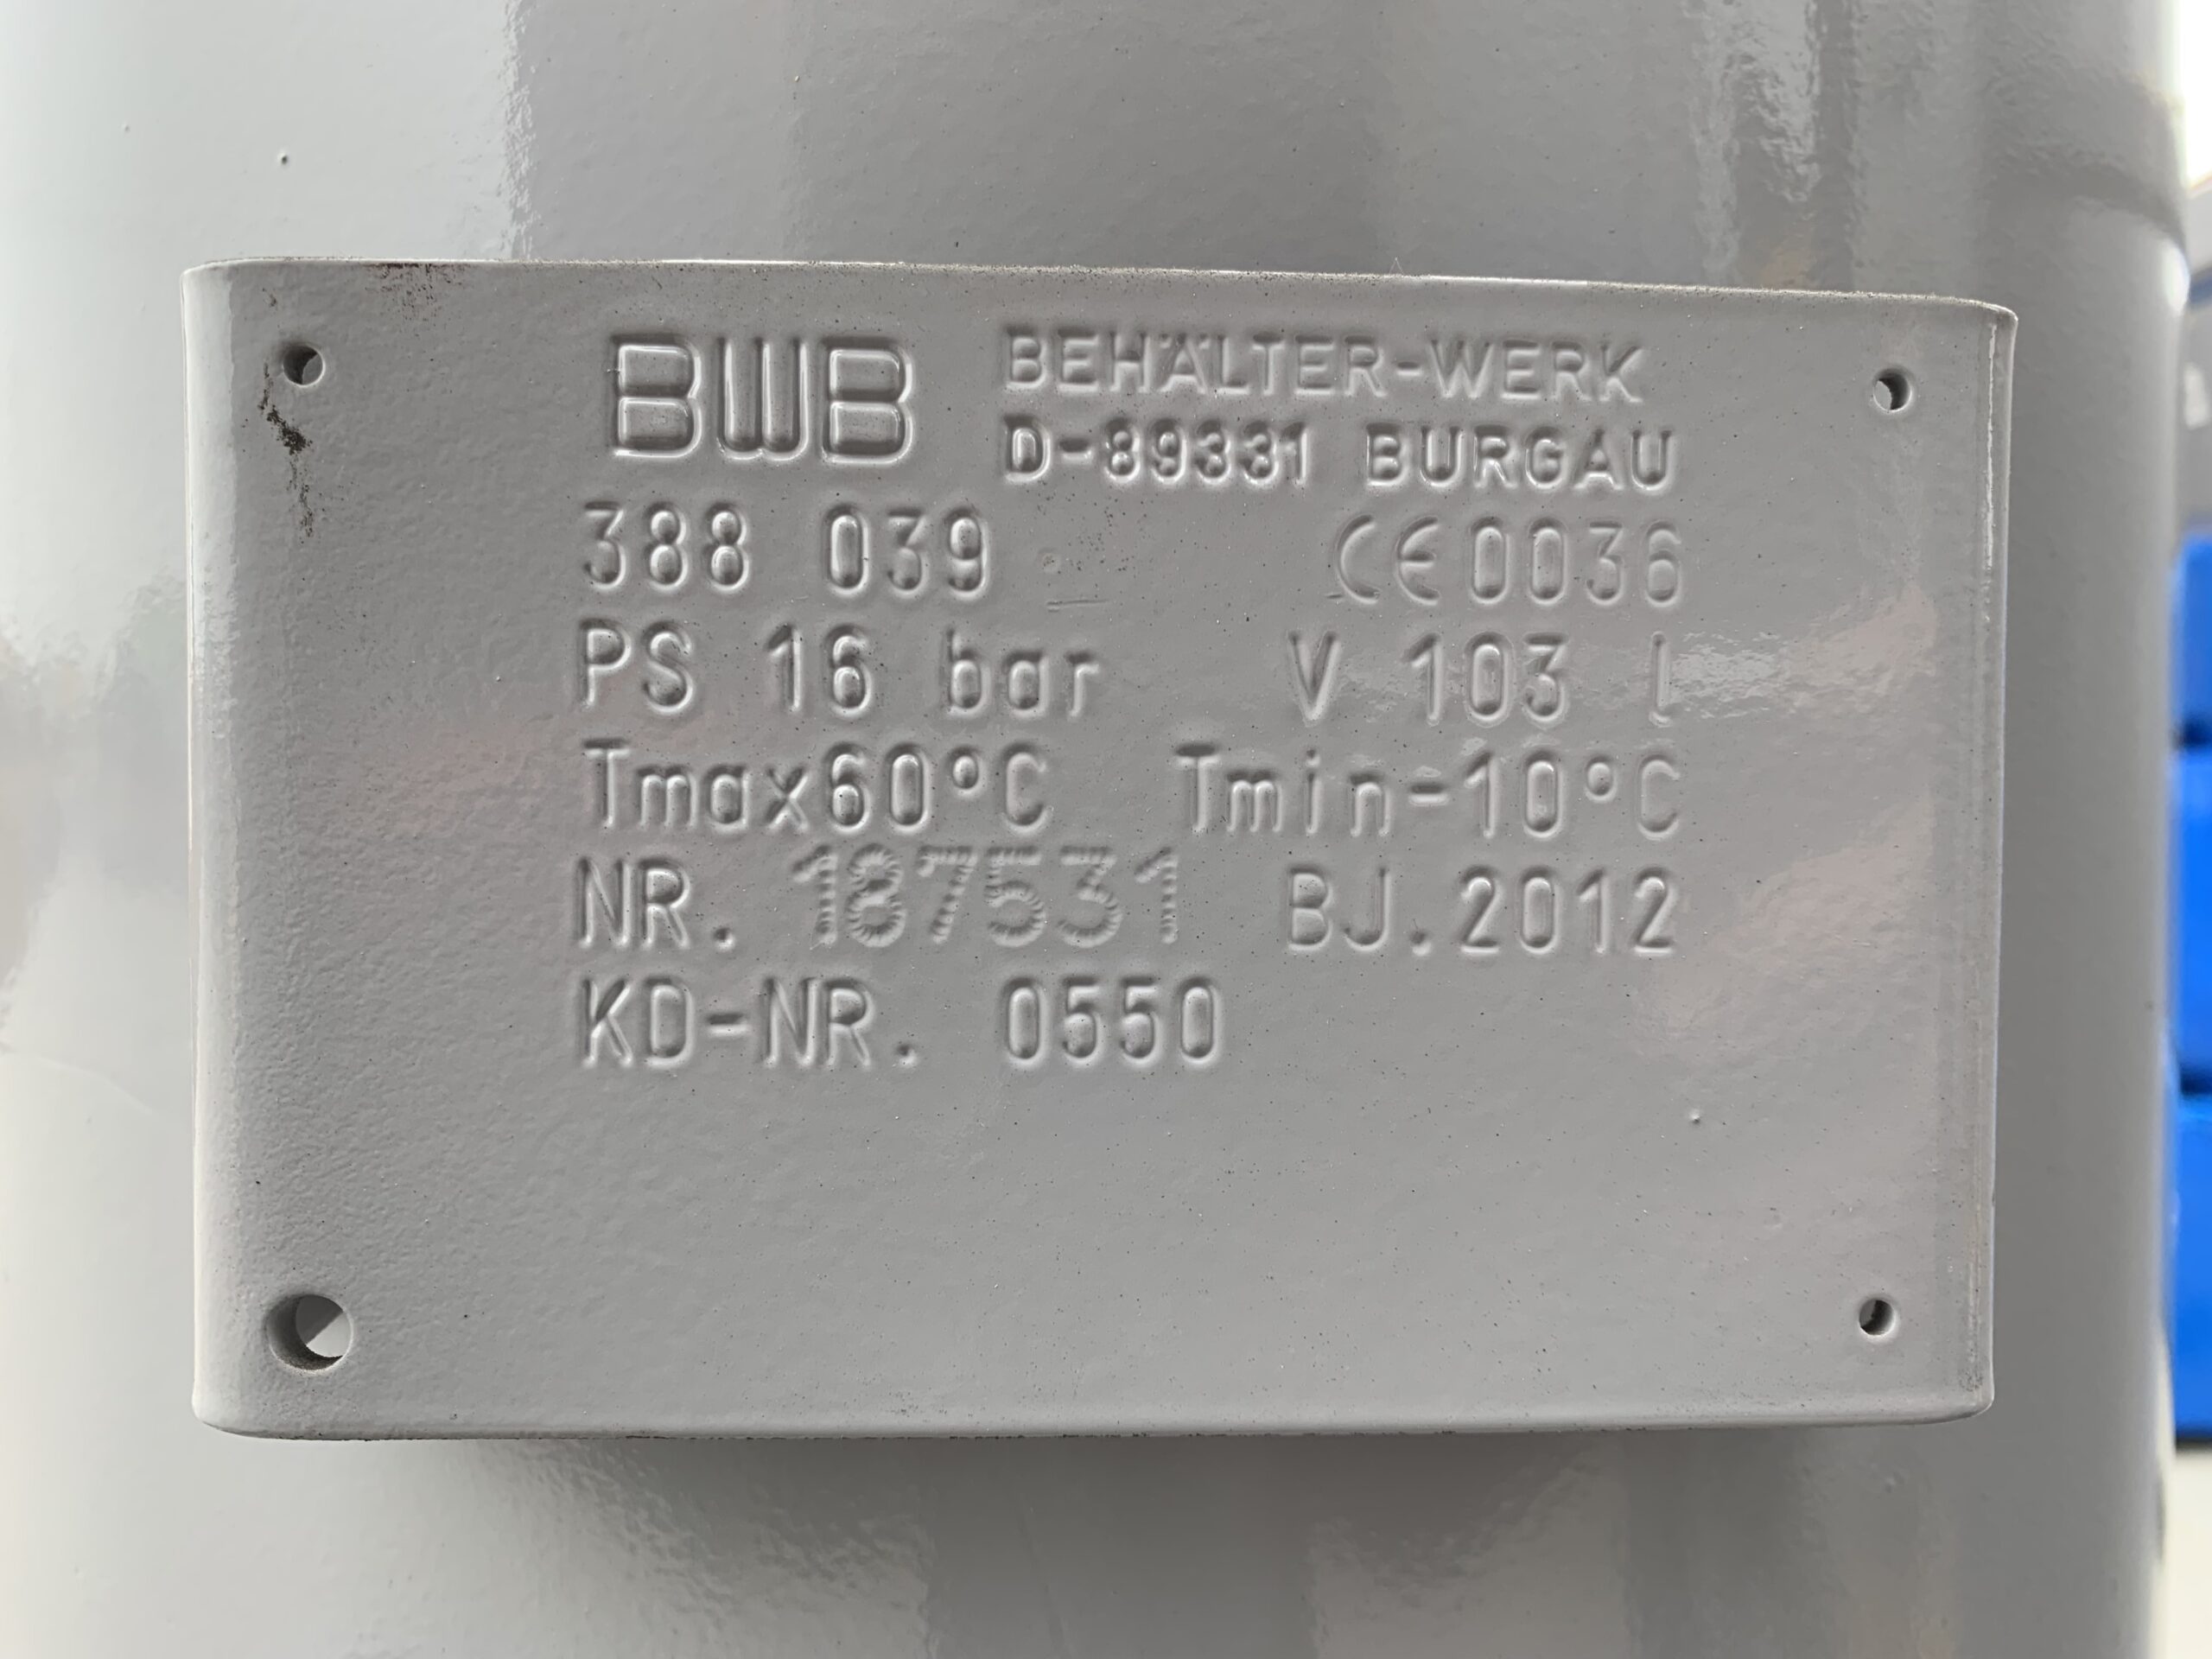 BWB BEHÄLTER-WERK
D-89331 BURGAU
388 039 CE0036
PS 16 bar V 103 l
Tmax60°C Tmin-10°C
NR. 187531 BJ.2012
KD-NR. 0550